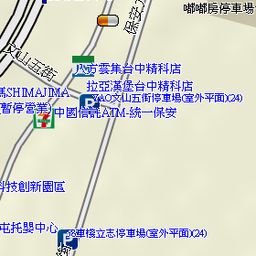 嘟嘟房停車場
保安八
文山五街
八方雲集台中精科店
拉亞漢堡台中精科店
SHIMAJIMA
YAO文山五街停車場(室外平面)(24)
(暫停營業)
中國信託ATM-統一保安
科技創新園區
屯托嬰中心
立志停車場(室外平面)(24)